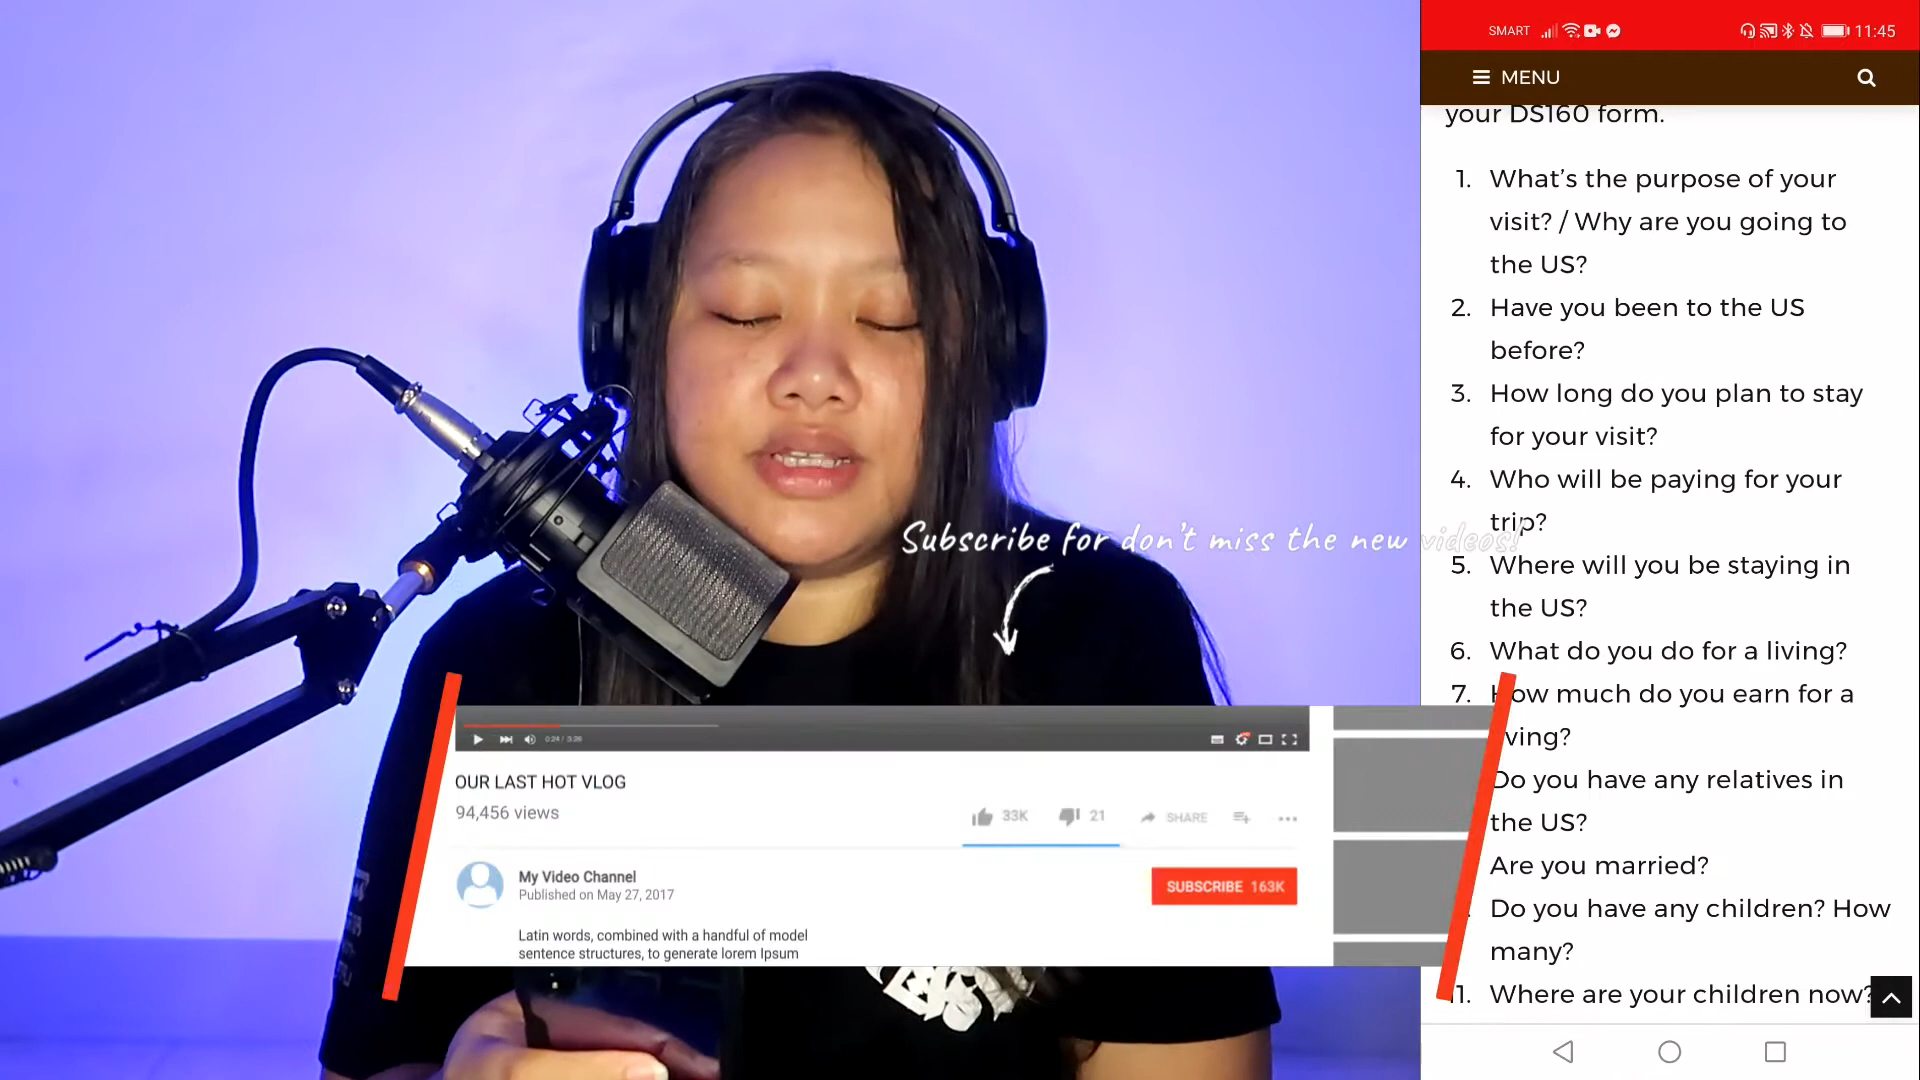 SMART
11:45
MENU
your DS160 form.
1. What's the purpose of your
visit? / Why are you going to
the US?
2. Have you been to the US
before?
3. How long do you plan to stay
for your visit?
4. Who will be paying for your
trip?
5. Where will you be staying in
the US?
6. What do you do for a living?
7. How much do you earn for a
living?
Do you have any relatives in
the US?
Are you married?
Do you have any children? How
many?
11. Where are your children now?
Subscribe for don't miss the new videos!
0:24 / 3:28
OUR LAST HOT VLOG
94,456 views
33K
21
SHARE
My Video Channel
Published on May 27, 2017
SUBSCRIBE 163K
Latin words, combined with a handful of model
sentence structures, to generate lorem Ipsum